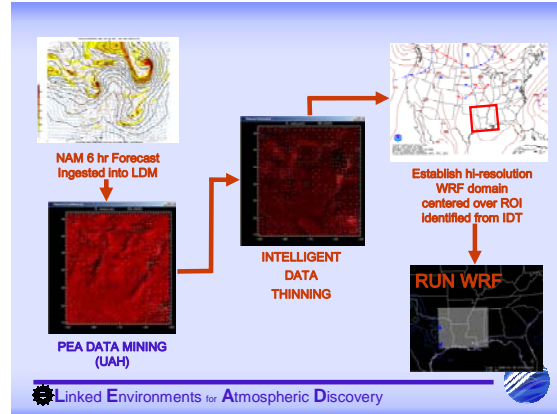 NAM 6 hr Forecast
Ingested into LDM
PEA DATA MINING
(UAH)
INTELLIGENT
DATA
THINNING
Establish hi-resolution
WRF domain
centered over ROI
identified from IDT
RUN WRF
Linked Environments for Atmospheric Discovery